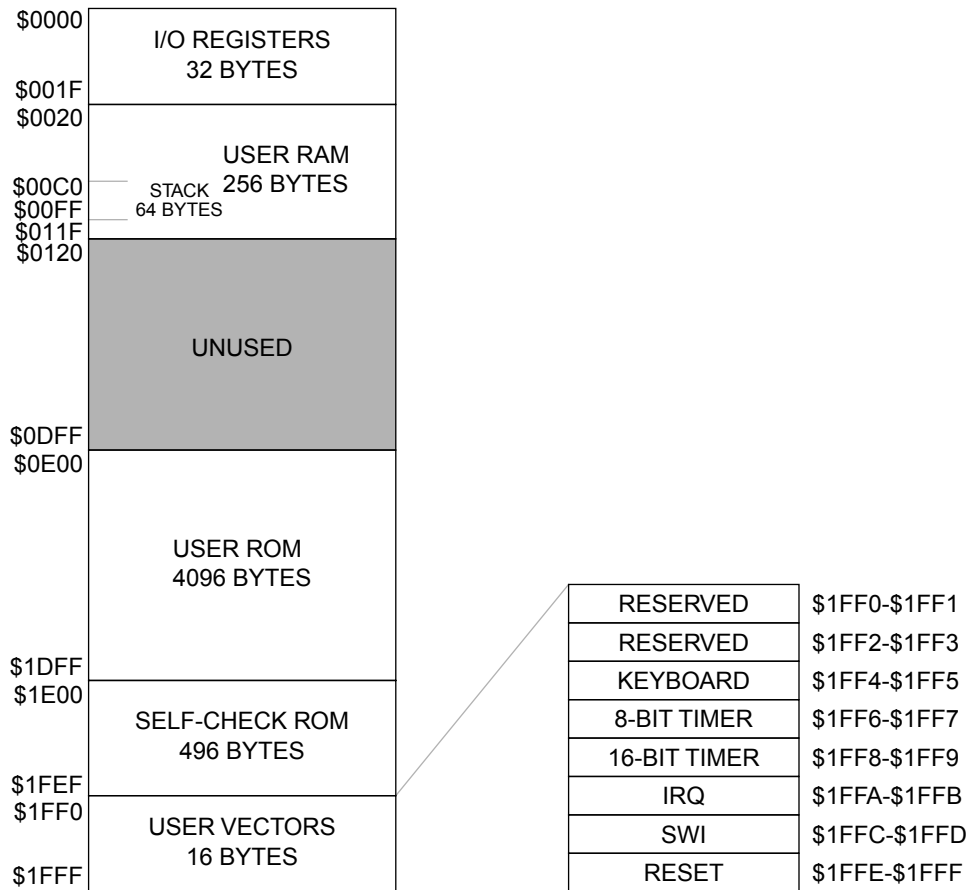 $0000
I/O REGISTERS
32 BYTES
$001F
$0020
USER RAM
256 BYTES
$00C0
STACK
64 BYTES
$00FF
$011F
$0120
UNUSED
$0DFF
$0E00
USER ROM
4096 BYTES
$1DFF
$1E00
SELF-CHECK ROM
496 BYTES
$1FEF
$1FF0
USER VECTORS
16 BYTES
$1FFF
RESERVED $1FF0-$1FF1
RESERVED $1FF2-$1FF3
KEYBOARD $1FF4-$1FF5
8-BIT TIMER $1FF6-$1FF7
16-BIT TIMER $1FF8-$1FF9
IRQ $1FFA-$1FFB
SWI $1FFC-$1FFD
RESET $1FFE-$1FFF